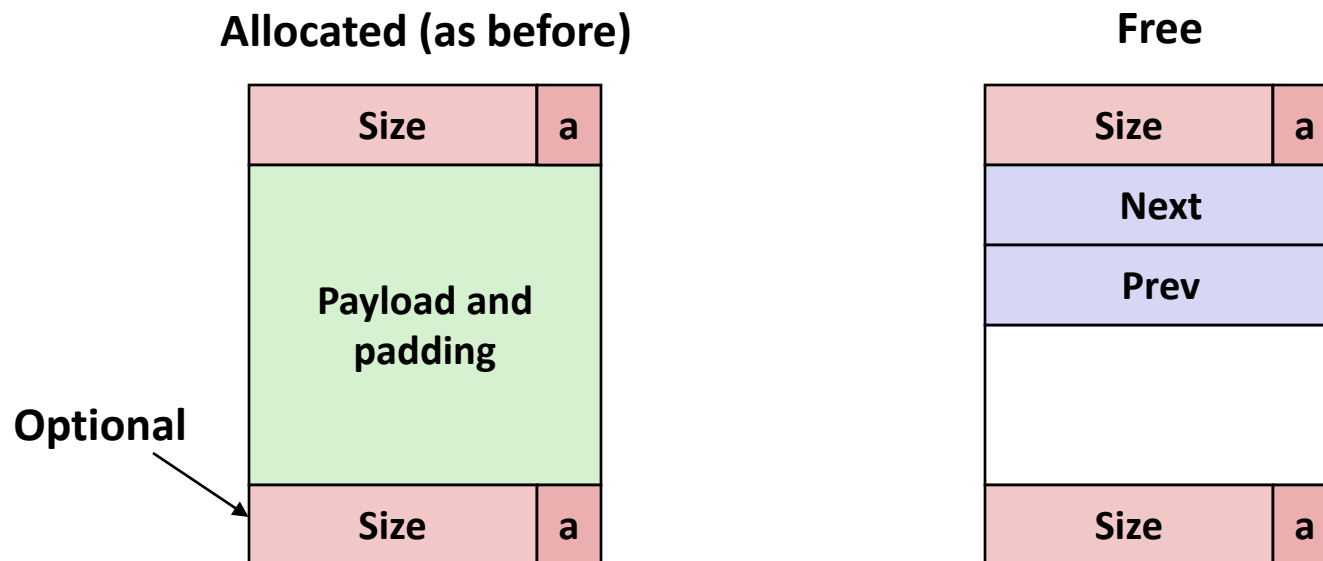 Allocated (as before)
Free
Size a
Size a
Next
Prev
Payload and
padding
Optional
Size a
Size a